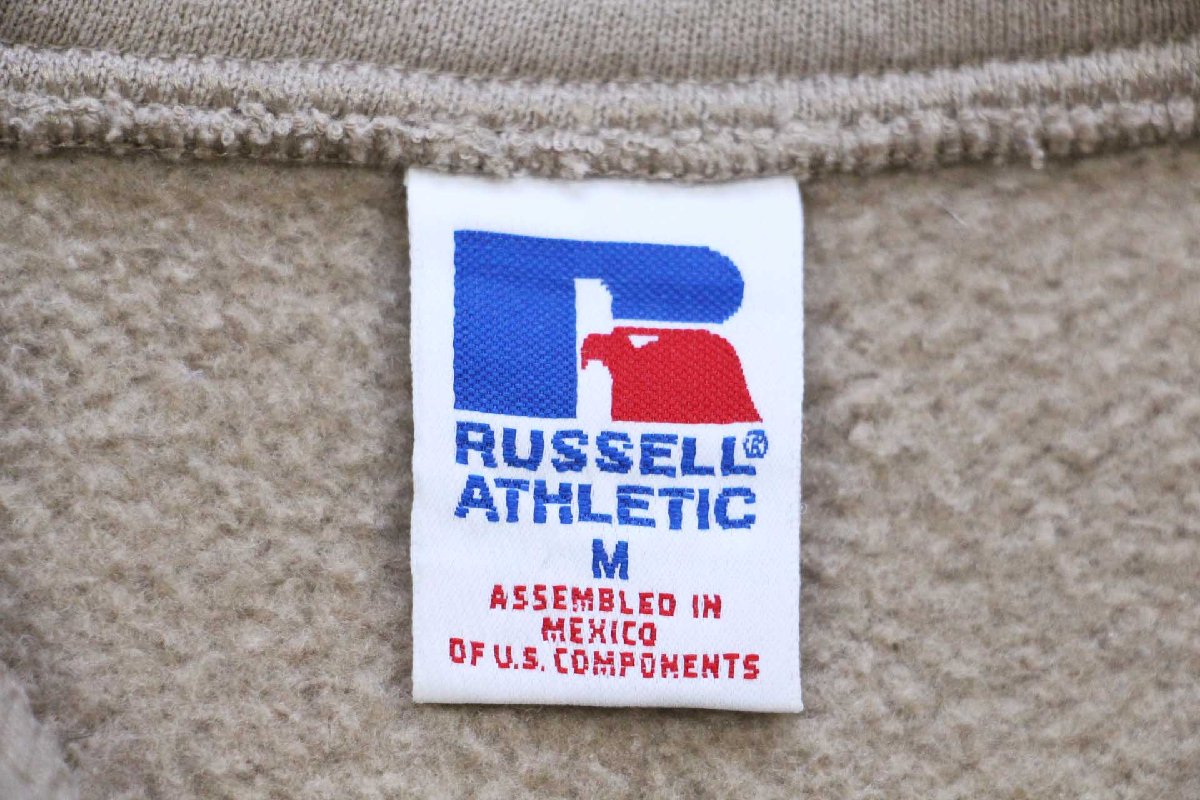 RUSSELL®
ATHLETIC
M
ASSEMBLED IN
MEXICO
OF U.S. COMPONENTS